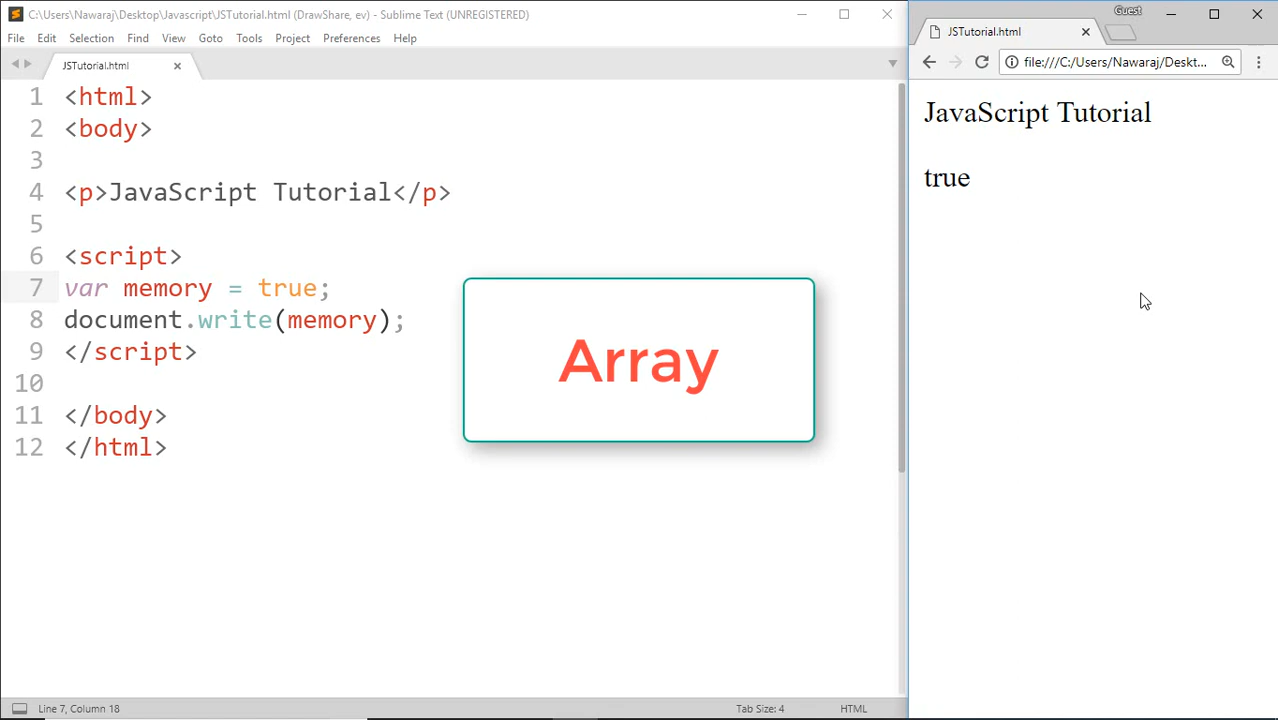 C:\Users\Nawaraj\Desktop\Javascript\JSTutorial.html (DrawShare, ev) - Sublime Text (UNREGISTERED)
File Edit Selection Find View Goto Tools Project Preferences Help
JSTutorial.html
1 <html>
2 <body>
3
4 <p>JavaScript Tutorial</p>
5
6 <script>
7 var memory = true;
8 document.write(memory);
9 </script>
10
11 </body>
12 </html>
Array
Line 7, Column 18
Tab Size: 4
HTML
Guest
JSTutorial.html
file:///C:/Users/Nawaraj/Deskt...
JavaScript Tutorial
true